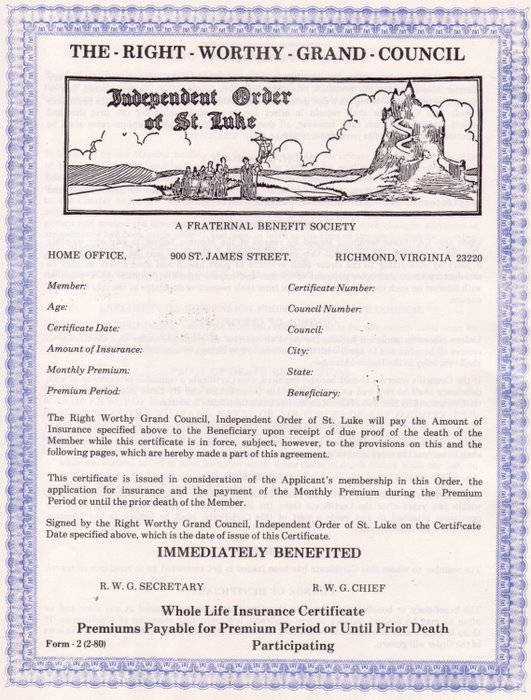 THE - RIGHT - WORTHY - GRAND - COUNCIL
Independent Order
of St. Luke
A FRATERNAL BENEFIT SOCIETY
HOME OFFICE, 900 ST. JAMES STREET, RICHMOND, VIRGINIA 23220
Member: Certificate Number:
Age: Council Number:
Certificate Date: Council:
Amount of Insurance: City:
Monthly Premium: State:
Premium Period: Beneficiary:
The Right Worthy Grand Council, Independent Order of St. Luke will pay the Amount of
Insurance specified above to the Beneficiary upon receipt of due proof of the death of the
Member while this certificate is in force, subject, however, to the provisions on this and the
following pages, which are hereby made a part of this agreement.
This certificate is issued in consideration of the Applicant's membership in this Order, the
application for insurance and the payment of the Monthly Premium during the Premium
Period or until the prior death of the Member.
Signed by the Right Worthy Grand Council, Independent Order of St. Luke on the Certificate
Date specified above, which is the date of issue of this Certificate.
IMMEDIATELY BENEFITED
R. W. G. SECRETARY R. W. G. CHIEF
Whole Life Insurance Certificate
Premiums Payable for Premium Period or Until Prior Death
Form - 2 (2-80) Participating